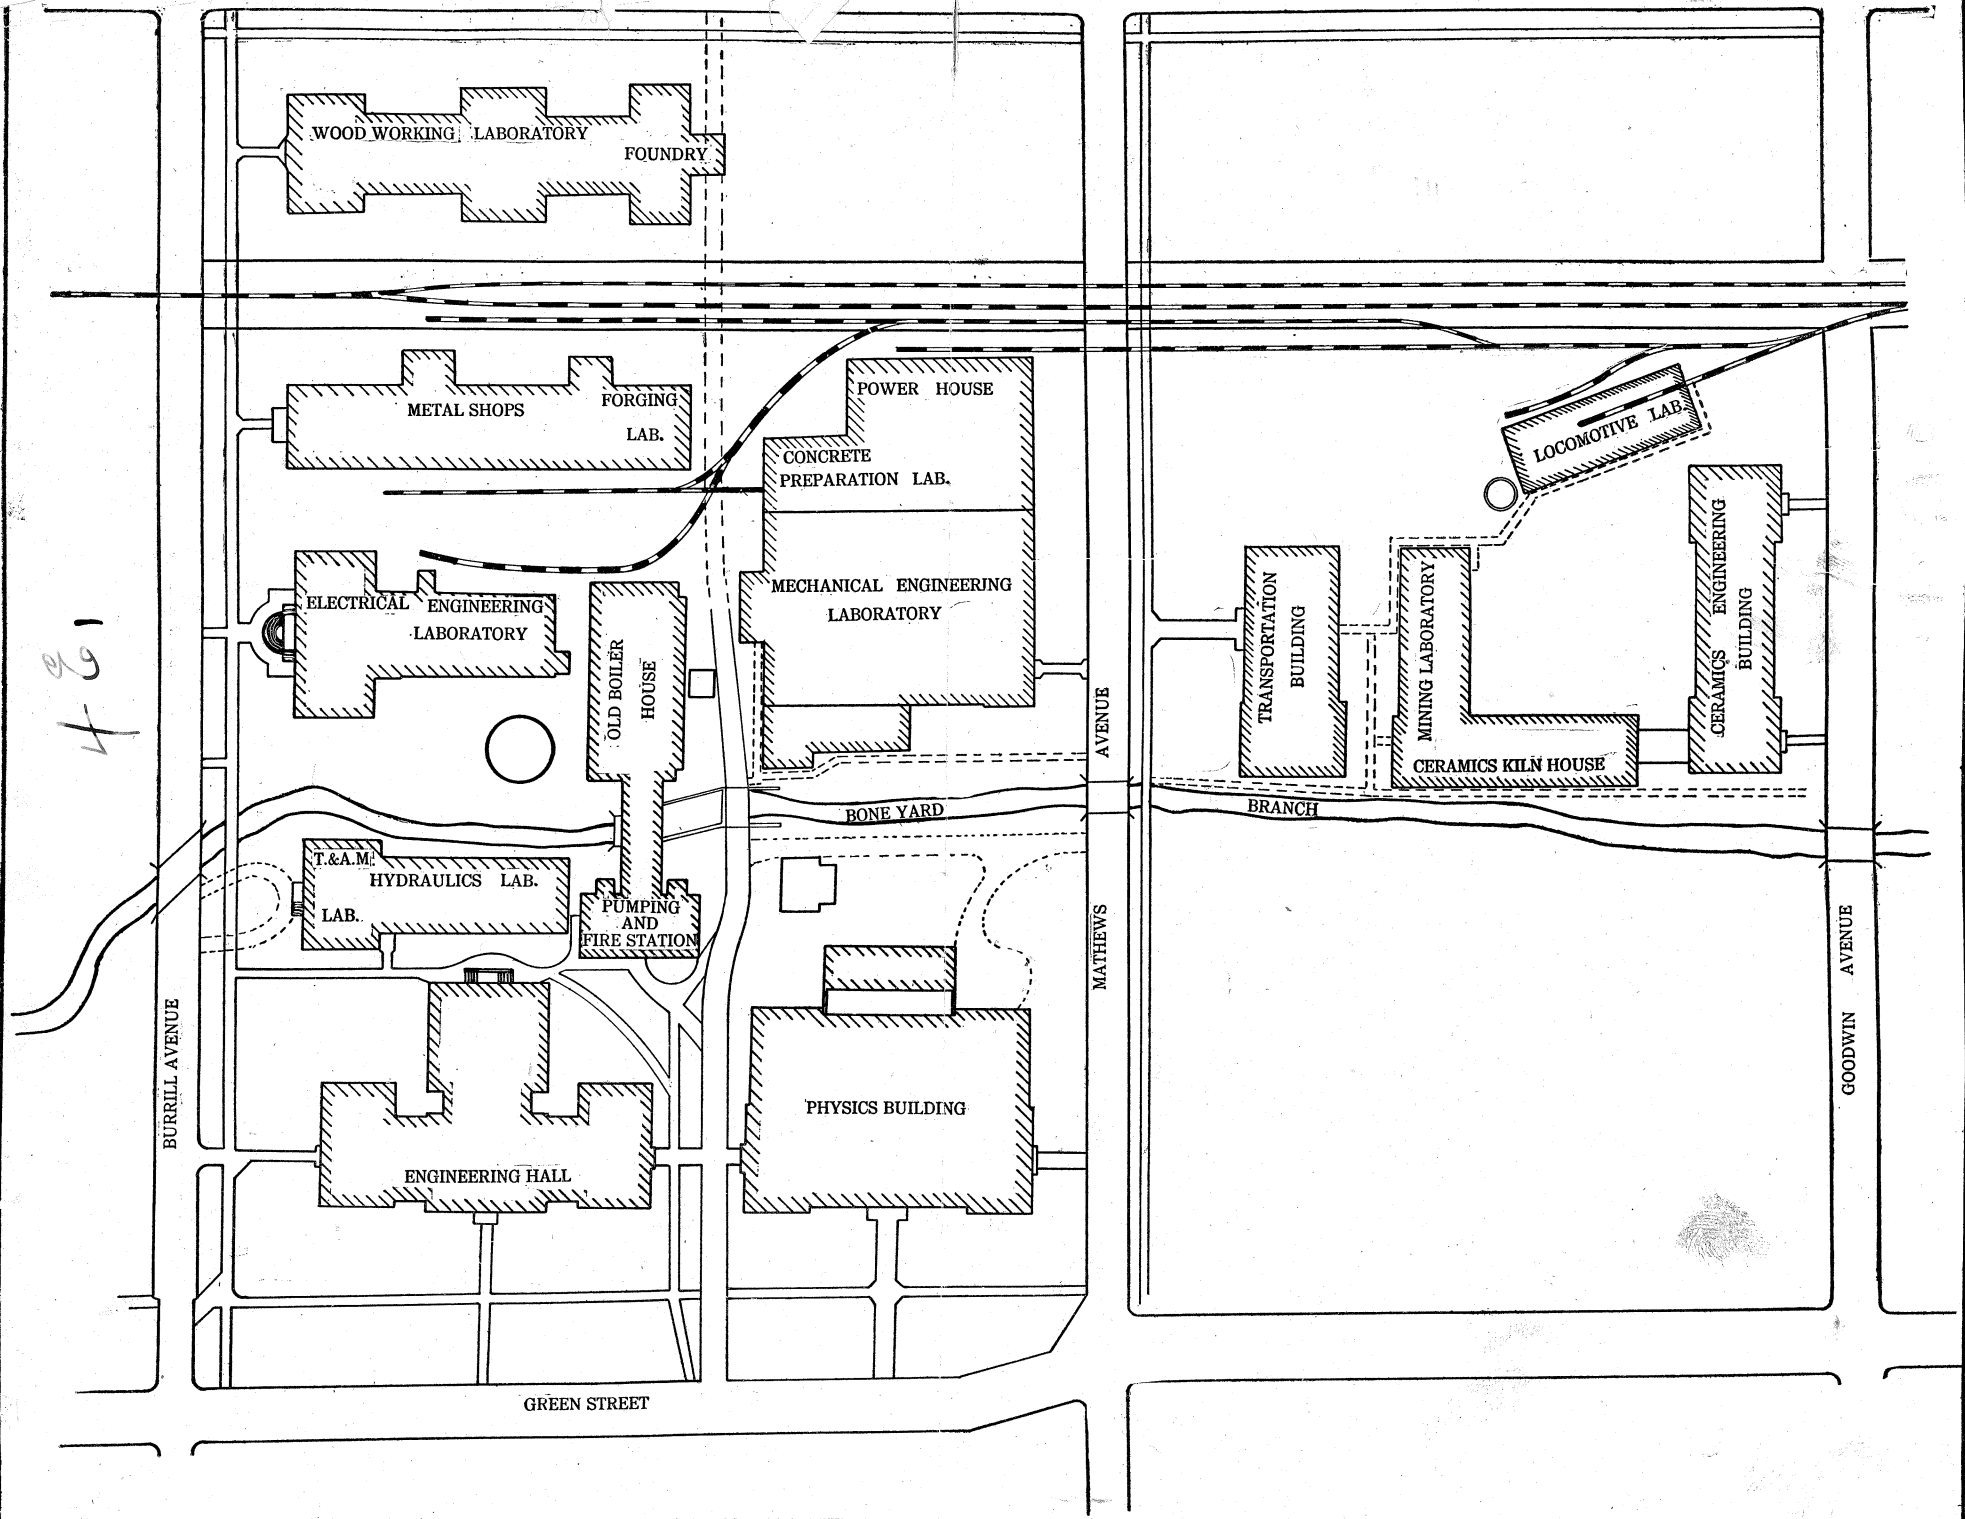 WOOD WORKING LABORATORY
FOUNDRY
METAL SHOPS
FORGING
LAB.
POWER HOUSE
CONCRETE
PREPARATION LAB.
LOCOMOTIVE LAB.
MECHANICAL ENGINEERING
LABORATORY
ELECTRICAL ENGINEERING
LABORATORY
OLD BOILER
HOUSE
TRANSPORTATION
BUILDING
MINING LABORATORY
CERAMICS KILN HOUSE
CERAMICS ENGINEERING
BUILDING
BONE YARD
BRANCH
T.&A.M.
LAB.
HYDRAULICS LAB.
PUMPING
AND
FIRE STATION
MATHEWS AVENUE
GOODWIN AVENUE
BURRILL AVENUE
PHYSICS BUILDING
ENGINEERING HALL
GREEN STREET